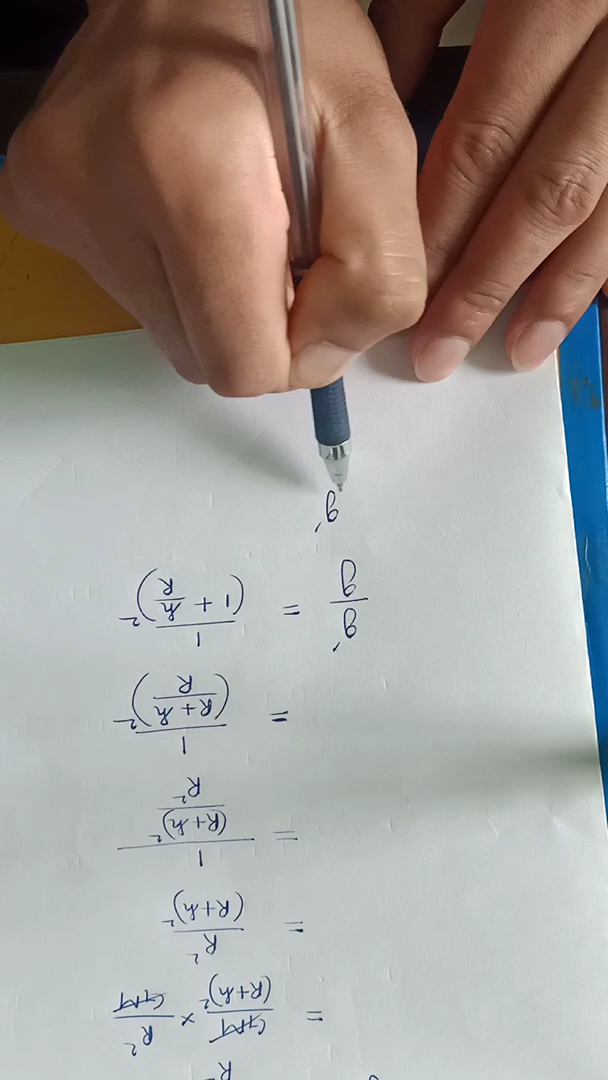 = GM/(R+h)² × R²/GM
= R²/(R+h)²
= 1/((R+h)²/R²)
= 1/((R+h)/R)²
g'/g = 1/(1 + h/R)²
g'